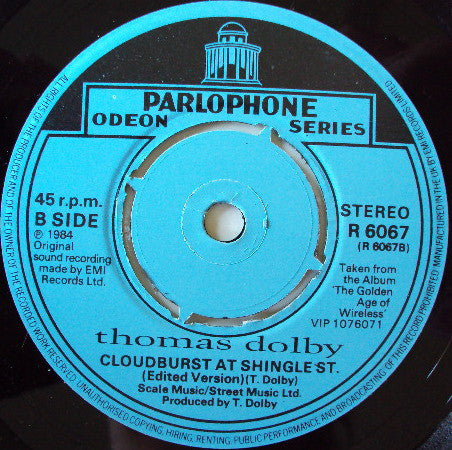 PARLOPHONE
ODEON SERIES
45 r.p.m.
B SIDE
℗ 1984
Original
sound recording
made by EMI
Records Ltd.
STEREO
R 6067
(R 6067B)
Taken from
the Album
'The Golden
Age of
Wireless'
VIP 1076071
thomas dolby
CLOUDBURST AT SHINGLE ST.
(Edited Version)(T. Dolby)
Scale Music/Street Music Ltd.
Produced by T. Dolby
ALL RIGHTS OF THE PRODUCER AND OF THE OWNER OF THE RECORDED WORK RESERVED. UNAUTHORISED COPYING, HIRING, RENTING, PUBLIC PERFORMANCE AND BROADCASTING OF THIS RECORD PROHIBITED. MANUFACTURED IN THE UK BY EMI RECORDS LIMITED